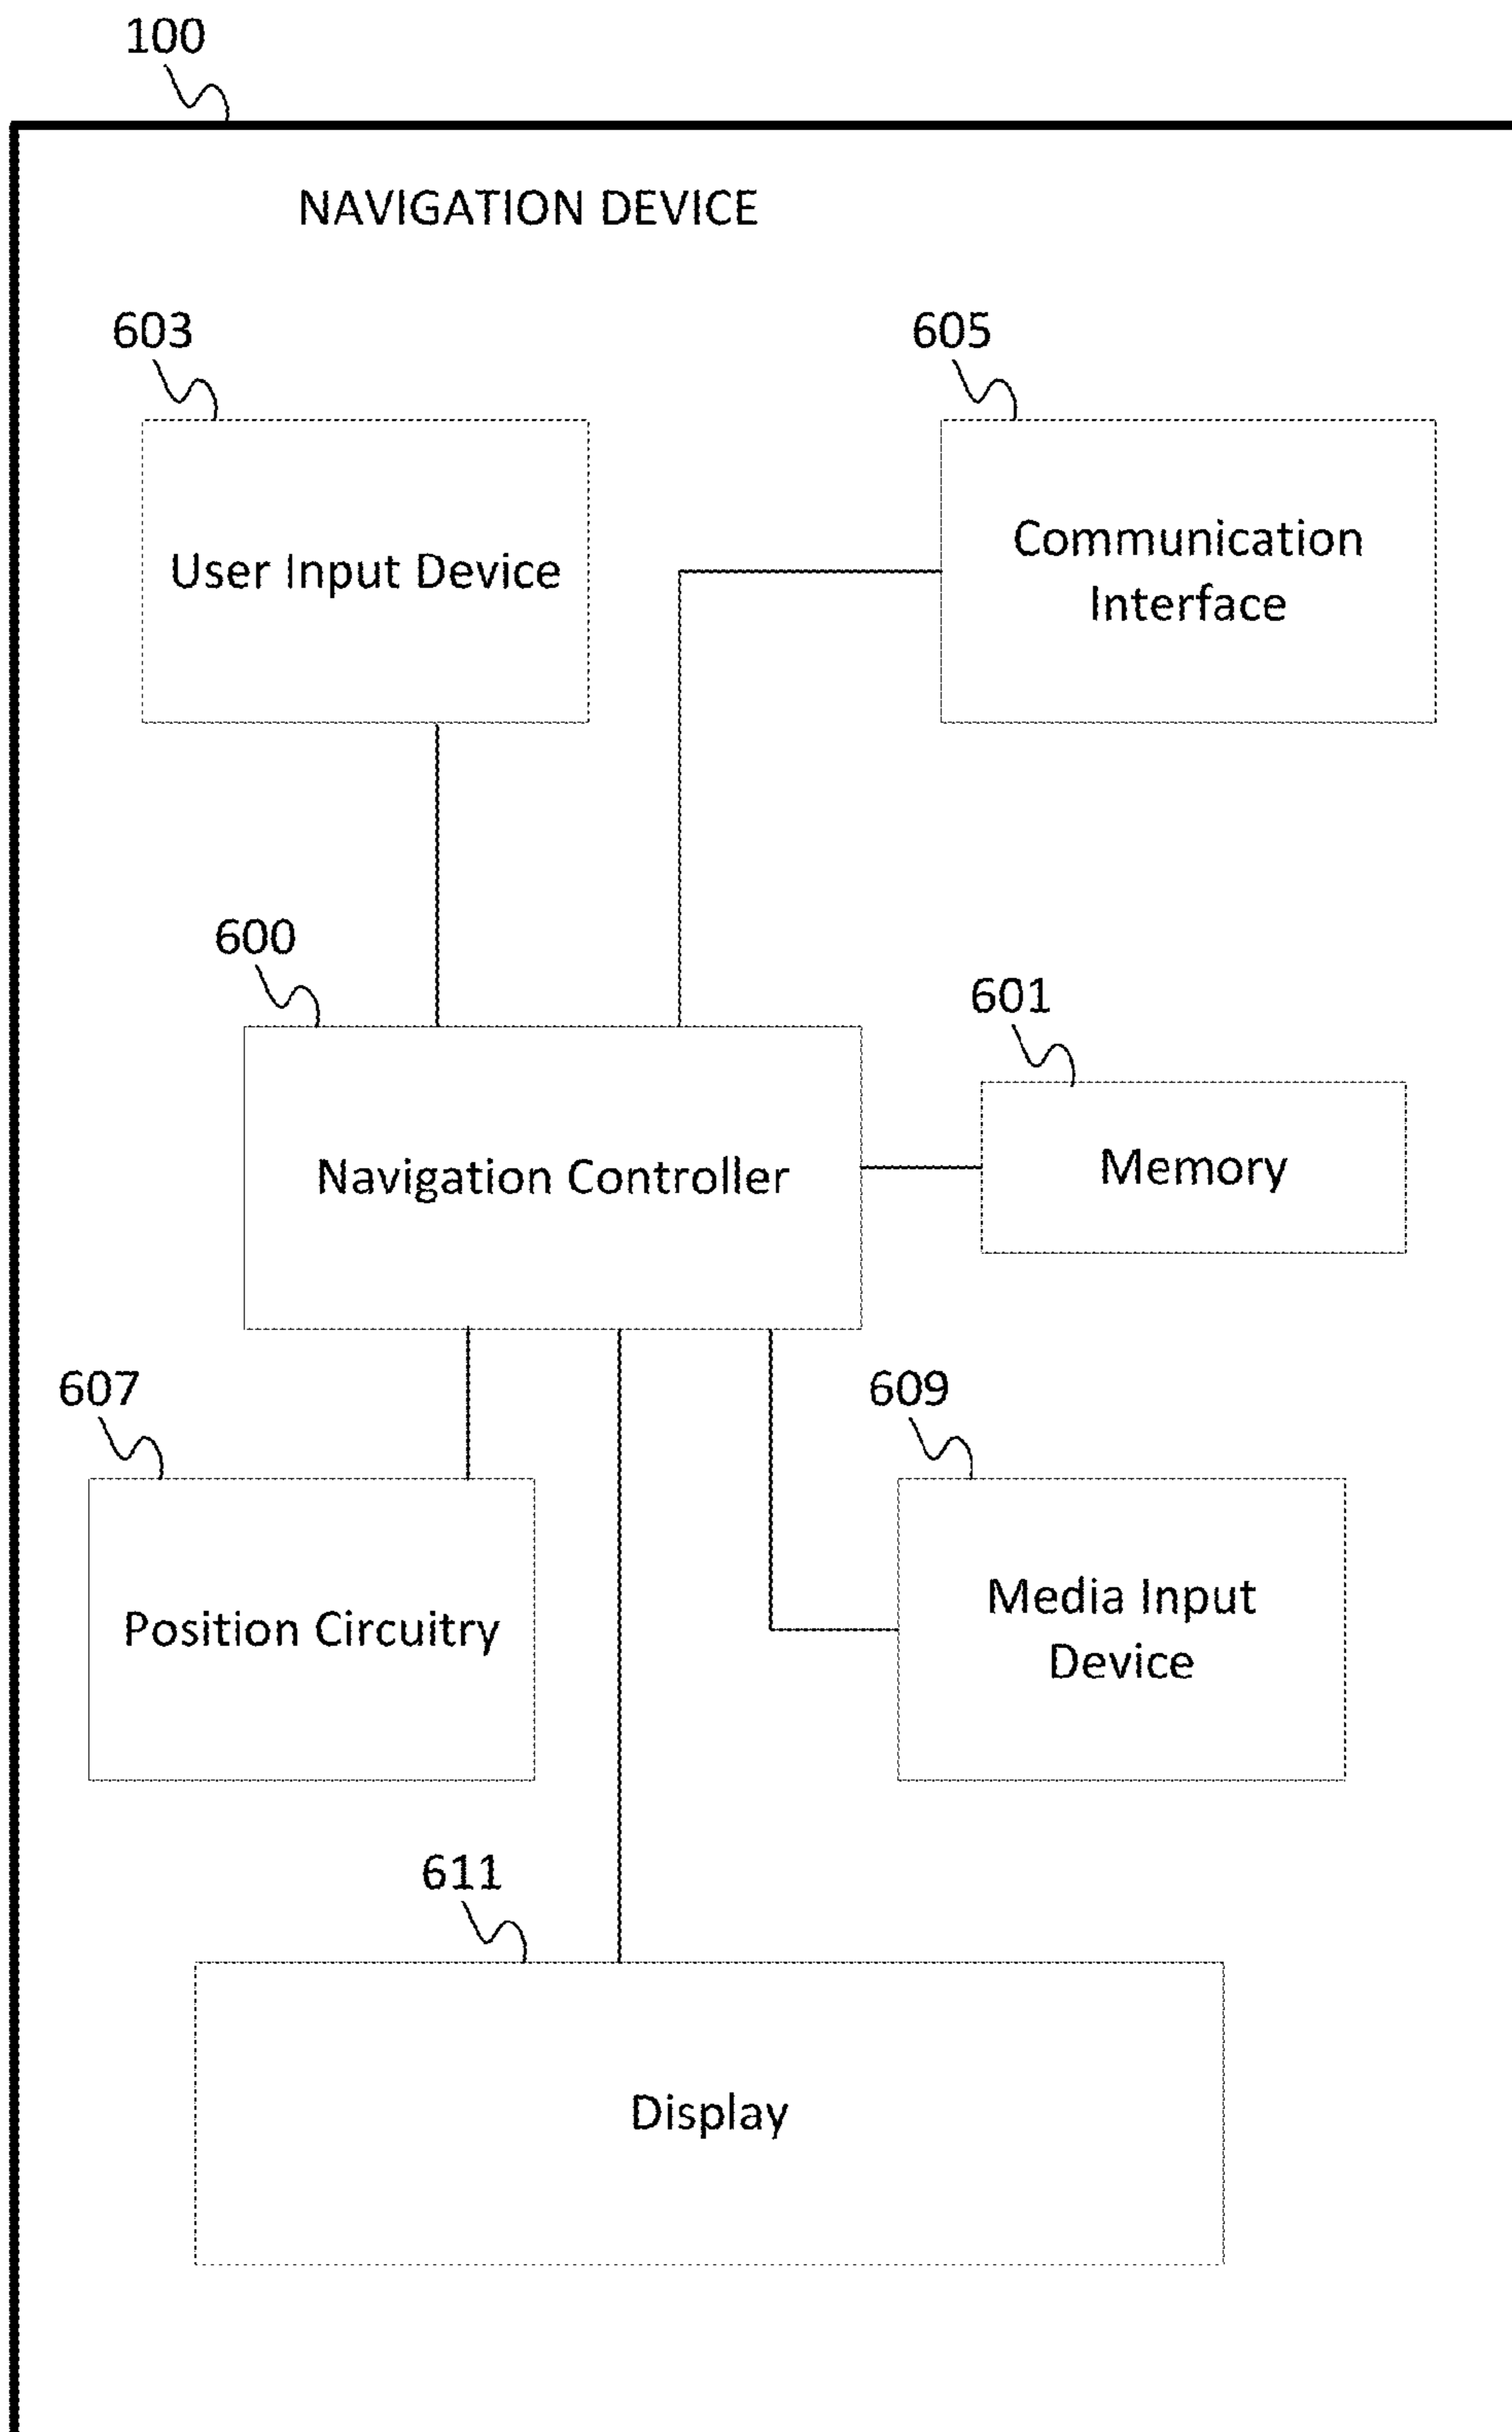 100
NAVIGATION DEVICE
603
605
User Input Device
Communication
Interface
600
601
Navigation Controller
Memory
607
609
Position Circuitry
Media Input
Device
611
Display